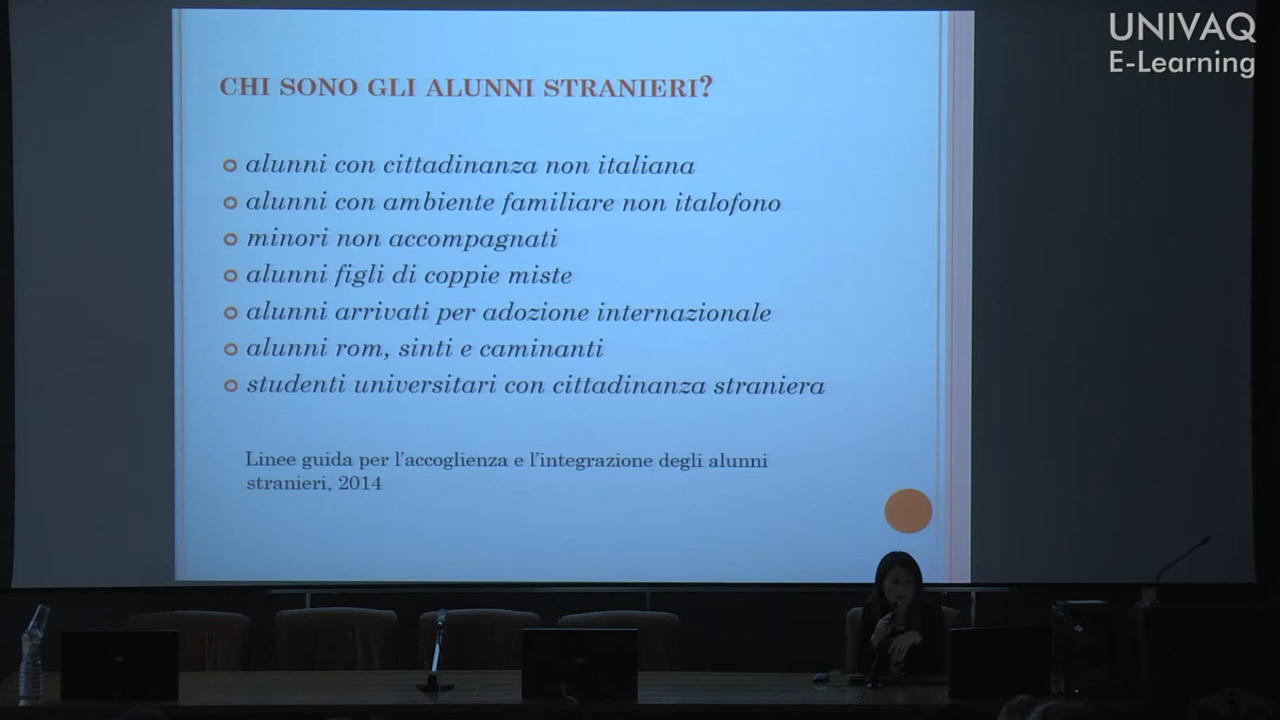 UNIVAQ
E-Learning
CHI SONO GLI ALUNNI STRANIERI?
alunni con cittadinanza non italiana
alunni con ambiente familiare non italofono
minori non accompagnati
alunni figli di coppie miste
alunni arrivati per adozione internazionale
alunni rom, sinti e caminanti
studenti universitari con cittadinanza straniera
Linee guida per l'accoglienza e l'integrazione degli alunni
stranieri, 2014